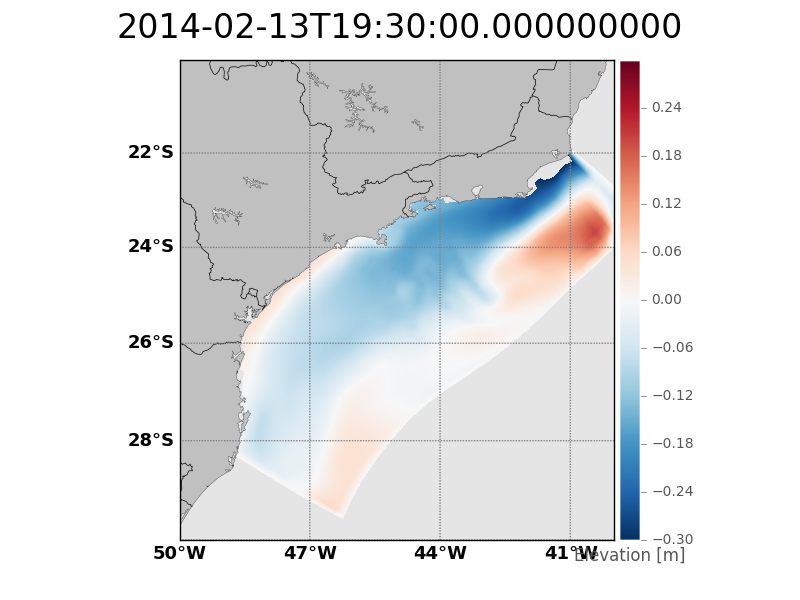 2014-02-13T19:30:00.000000000
22°S
24°S
26°S
28°S
50°W
47°W
44°W
41°W
0.24
0.18
0.12
0.06
0.00
−0.06
−0.12
−0.18
−0.24
−0.30
Elevation [m]